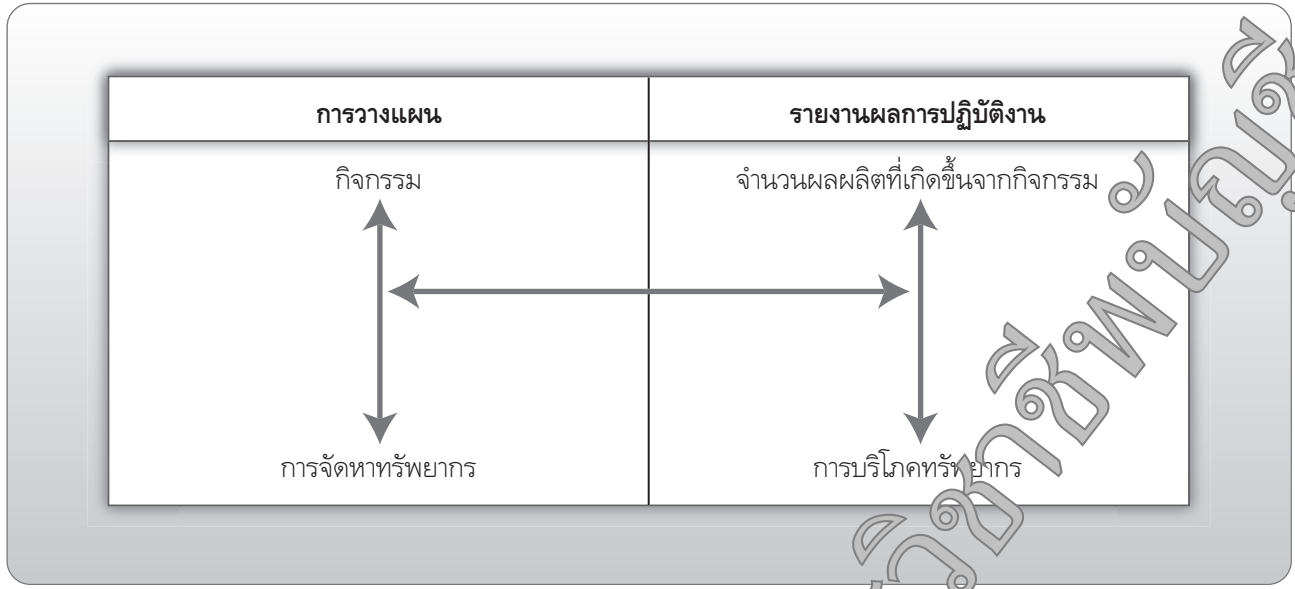 การวางแผน
รายงานผลการปฏิบัติงาน
กิจกรรม
จำนวนผลผลิตที่เกิดขึ้นจากกิจกรรม
การจัดหาทรัพยากร
การบริโภคทรัพยากร